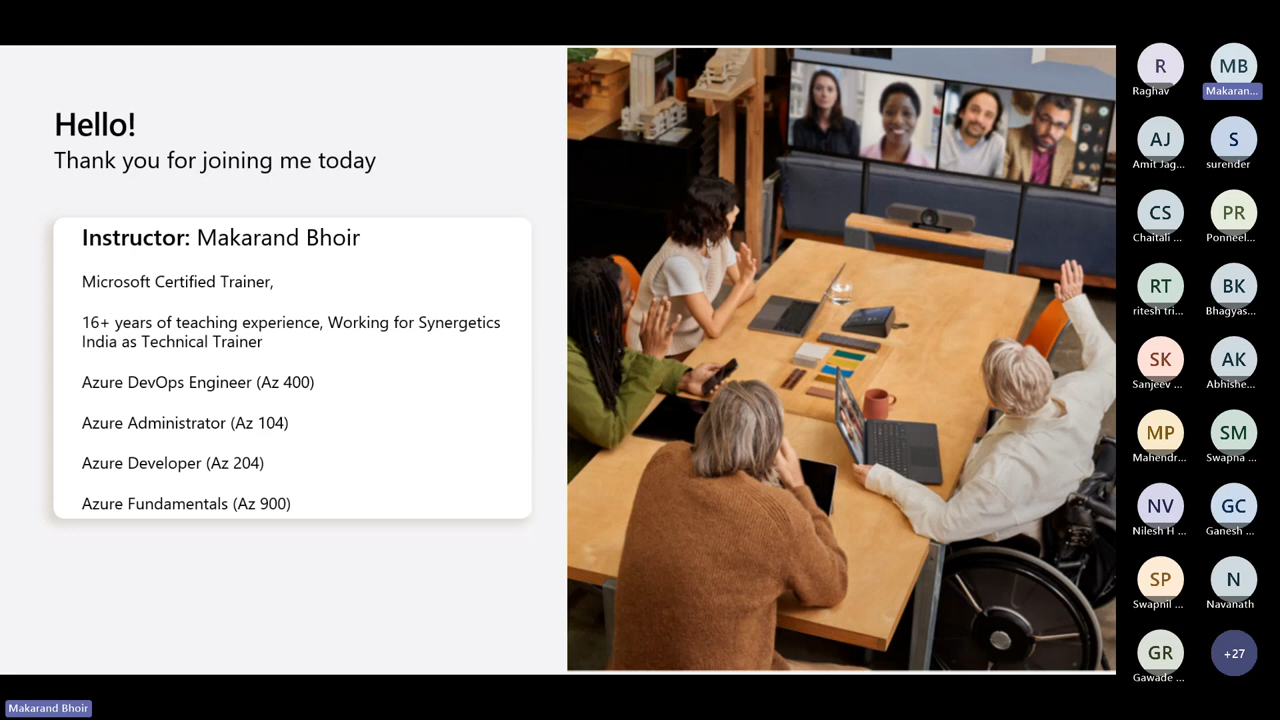 Hello!
Thank you for joining me today
Instructor: Makarand Bhoir
Microsoft Certified Trainer,
16+ years of teaching experience, Working for Synergetics
India as Technical Trainer
Azure DevOps Engineer (Az 400)
Azure Administrator (Az 104)
Azure Developer (Az 204)
Azure Fundamentals (Az 900)
R
MB
Raghav
Makaran...
AJ
S
Amit Jag...
surender
CS
PR
Chaitali ...
Ponneel...
RT
BK
ritesh tri...
Bhagyas...
SK
AK
Sanjeev ...
Abhishe...
MP
SM
Mahendr...
Swapna ...
NV
GC
Nilesh H ...
Ganesh ...
SP
N
Swapnil ...
Navanath
GR
+27
Gawade ...
Makarand Bhoir